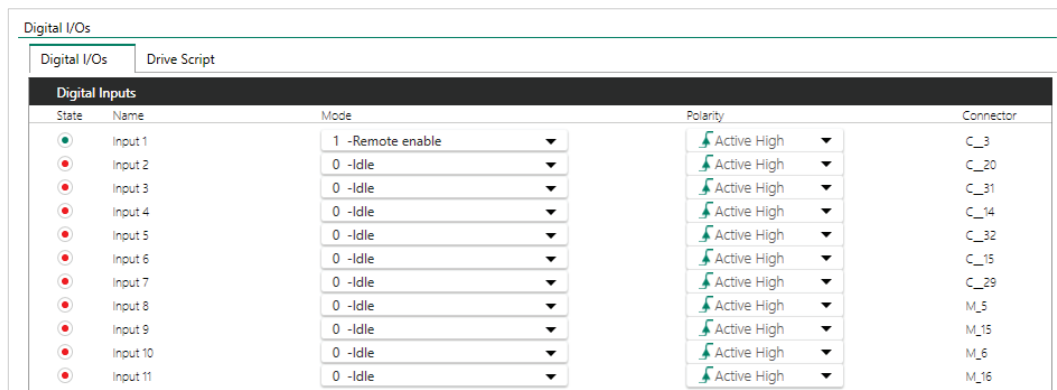 Digital I/Os
Digital I/Os Drive Script
Digital Inputs
State Name Mode Polarity Connector
Input 1 1 -Remote enable Active High C__3
Input 2 0 -Idle Active High C__20
Input 3 0 -Idle Active High C__31
Input 4 0 -Idle Active High C__14
Input 5 0 -Idle Active High C__32
Input 6 0 -Idle Active High C__15
Input 7 0 -Idle Active High C__29
Input 8 0 -Idle Active High M_5
Input 9 0 -Idle Active High M_15
Input 10 0 -Idle Active High M_6
Input 11 0 -Idle Active High M_16